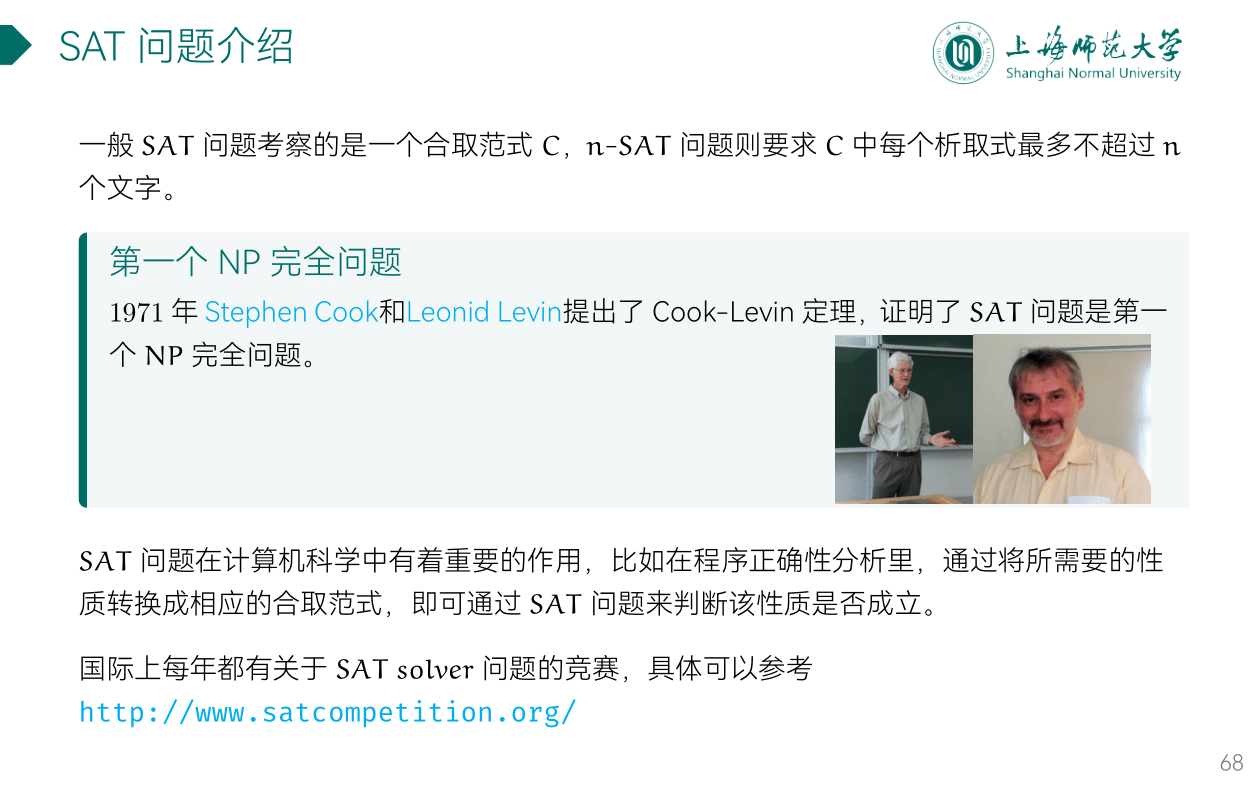 SAT 问题介绍
上海师范大学
Shanghai Normal University
一般 SAT 问题考察的是一个合取范式 C，n-SAT 问题则要求 C 中每个析取式最多不超过 n
个文字。
第一个 NP 完全问题
1971 年 Stephen Cook和Leonid Levin提出了 Cook-Levin 定理，证明了 SAT 问题是第一
个 NP 完全问题。
SAT 问题在计算机科学中有着重要的作用，比如在程序正确性分析里，通过将所需要的性
质转换成相应的合取范式，即可通过 SAT 问题来判断该性质是否成立。
国际上每年都有关于 SAT solver 问题的竞赛，具体可以参考
http://www.satcompetition.org/
68